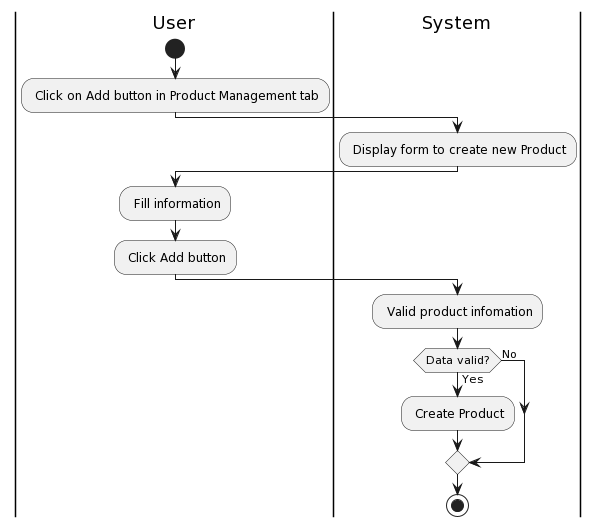 User
System
Click on Add button in Product Management tab
Display form to create new Product
Fill information
Click Add button
Valid product infomation
Data valid?
No
Yes
Create Product